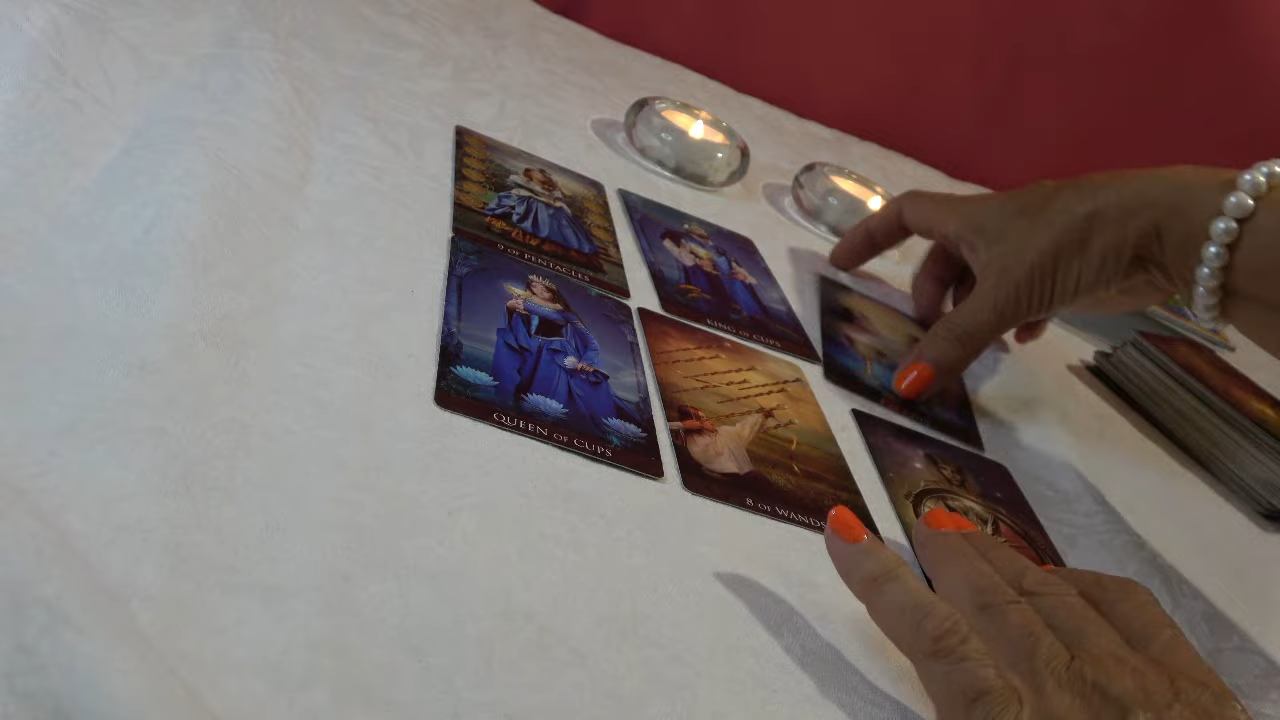 9 OF PENTACLES
KING OF CUPS
QUEEN OF CUPS
8 OF WANDS